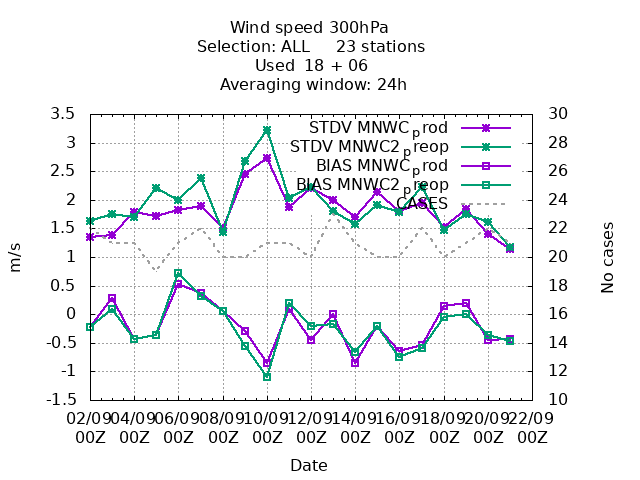 Wind speed 300hPa
Selection: ALL 23 stations
Used 18 + 06
Averaging window: 24h
STDV MNWC_prod
STDV MNWC2_preop
BIAS MNWC_prod
BIAS MNWC2_preop
CASES
3.5
3
2.5
2
1.5
1
0.5
0
-0.5
-1
-1.5
m/s
30
28
26
24
22
20
18
16
14
12
10
No cases
02/09 04/09 06/09 08/09 10/09 12/09 14/09 16/09 18/09 20/09 22/09
00Z 00Z 00Z 00Z 00Z 00Z 00Z 00Z 00Z 00Z 00Z
Date